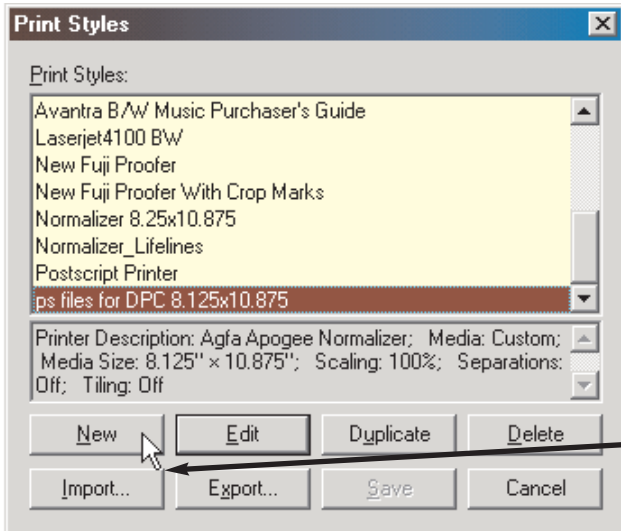 Print Styles
Print Styles:
Avantra B/W Music Purchaser's Guide
Laserjet4100 BW
New Fuji Proofer
New Fuji Proofer With Crop Marks
Normalizer 8.25x10.875
Normalizer_Lifelines
Postscript Printer
ps files for DPC 8.125x10.875
Printer Description: Agfa Apogee Normalizer; Media: Custom;
Media Size: 8.125" × 10.875"; Scaling: 100%; Separations:
Off; Tiling: Off
New Edit Duplicate Delete
Import... Export... Save Cancel